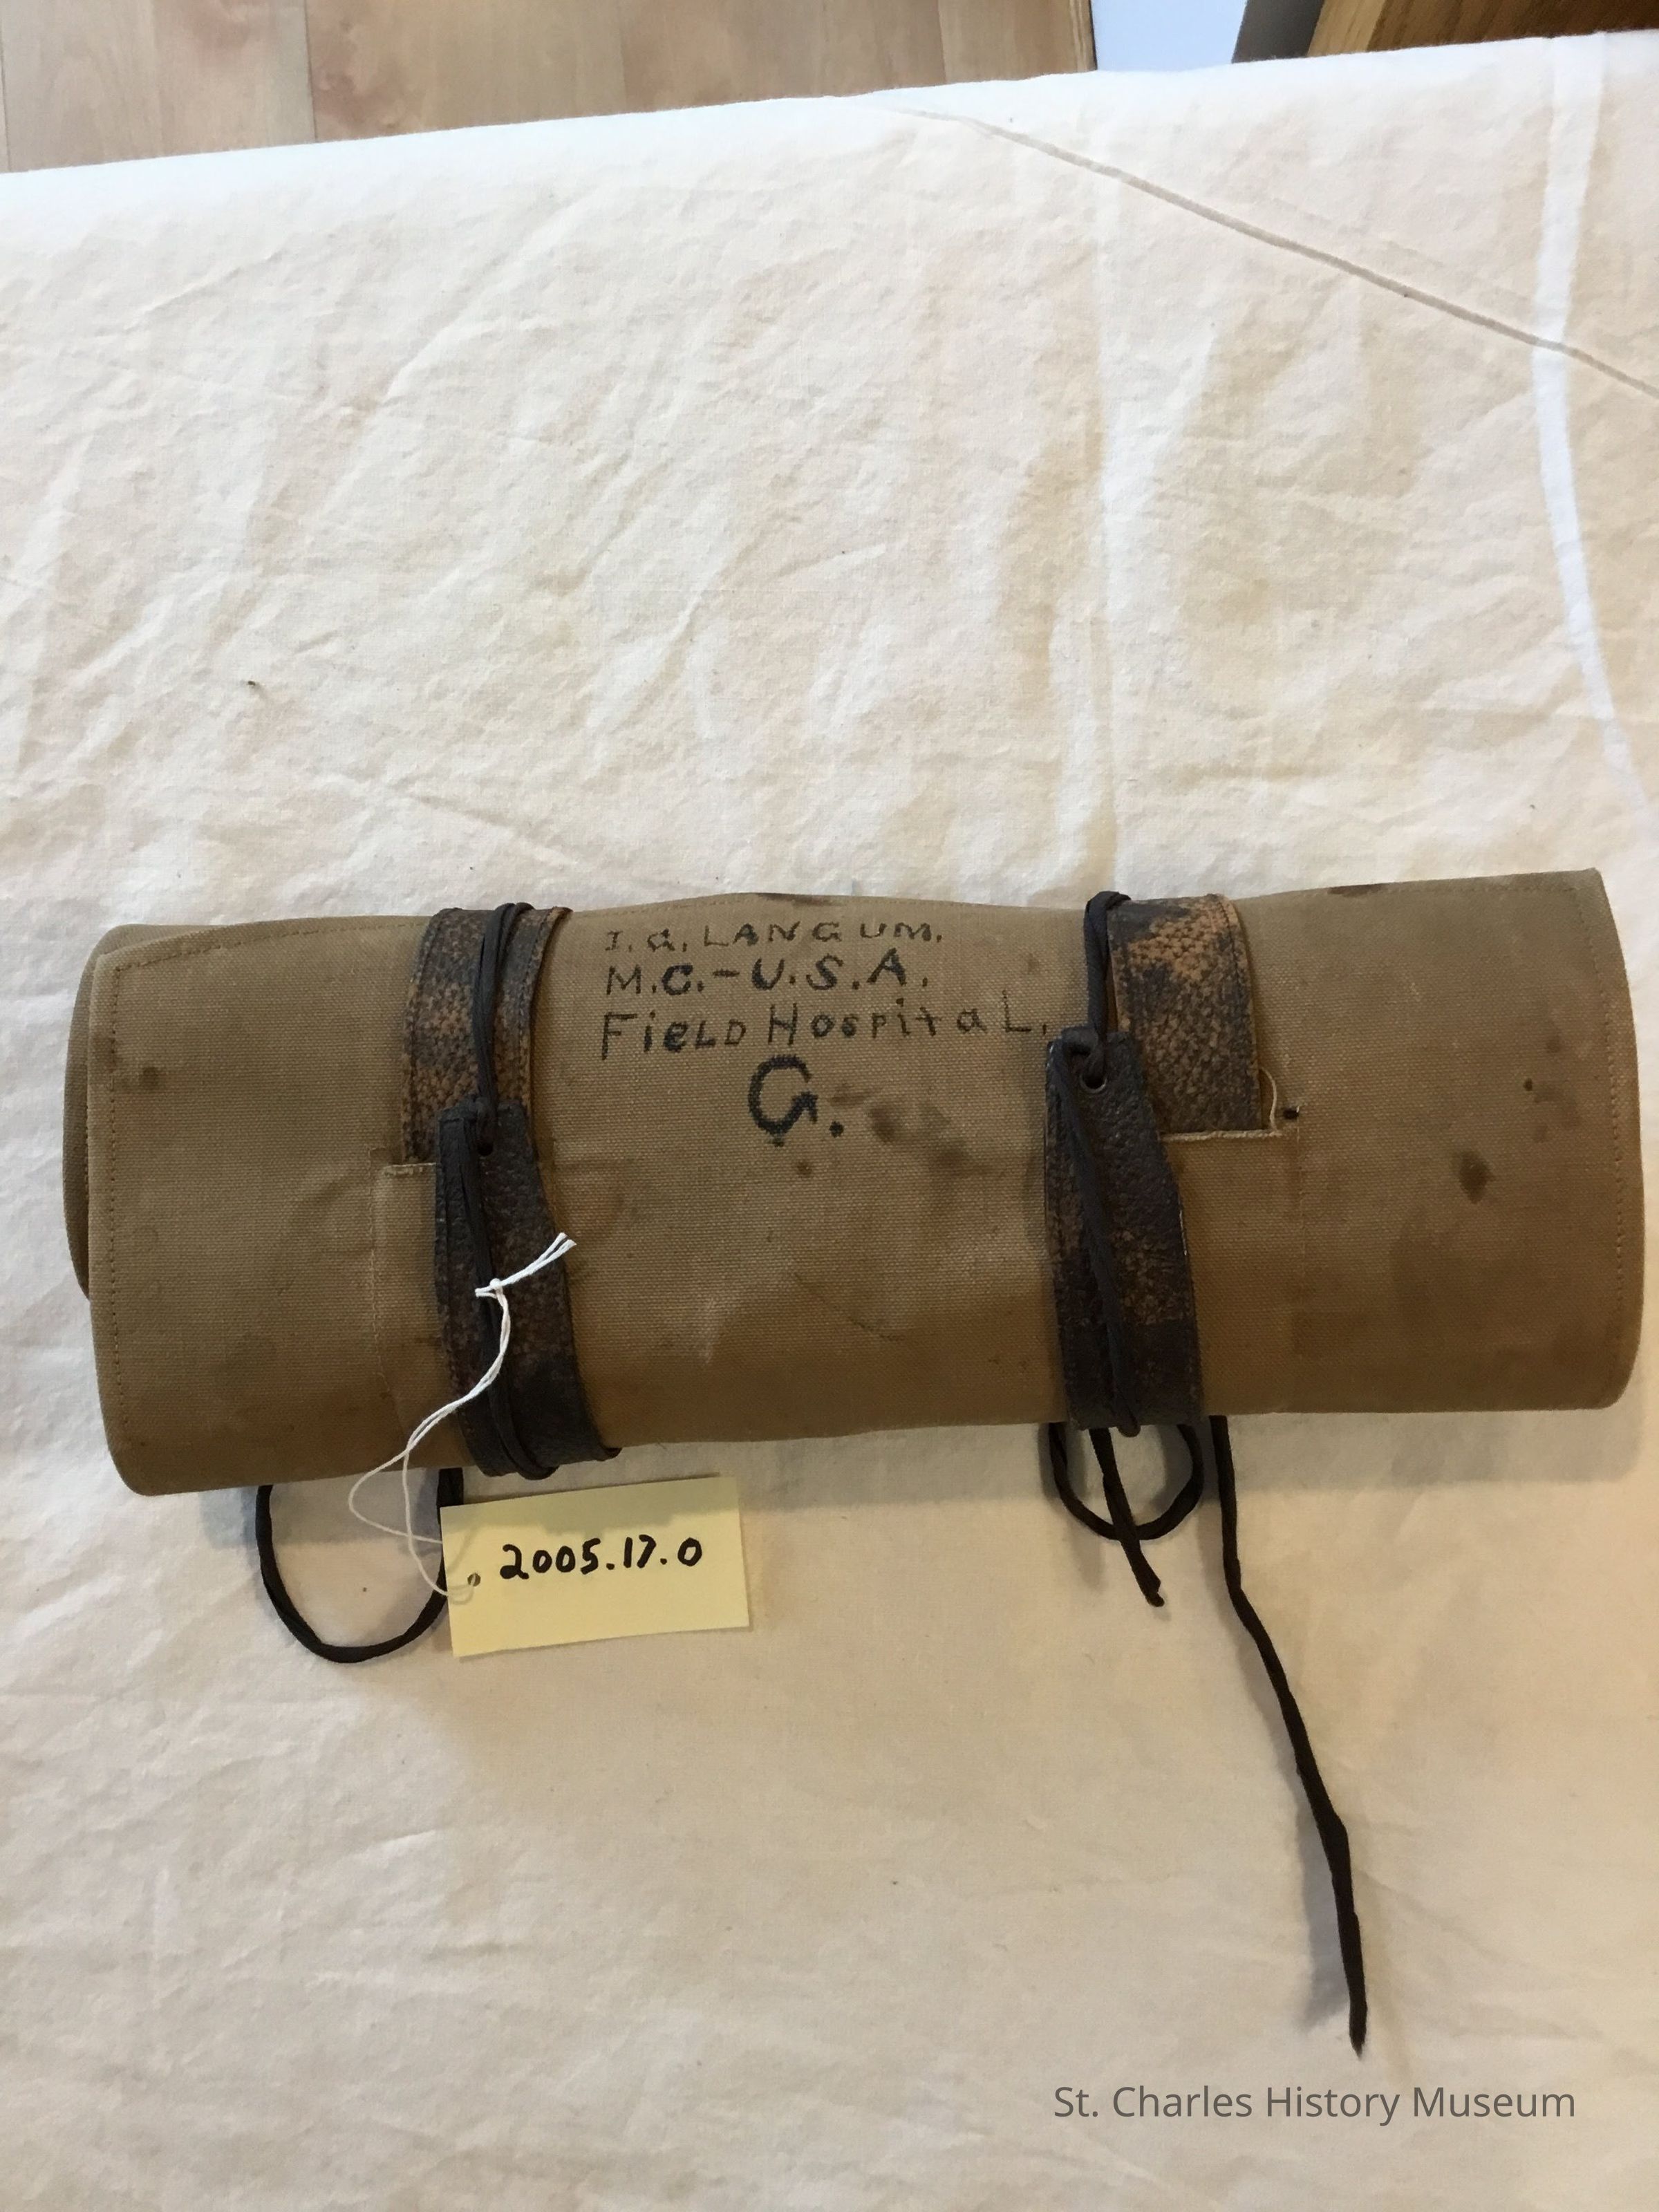 I. A. LANGUM.
M.C.-U.S.A.
FieLD HospitaL.
G.
2005.17.0
St. Charles History Museum